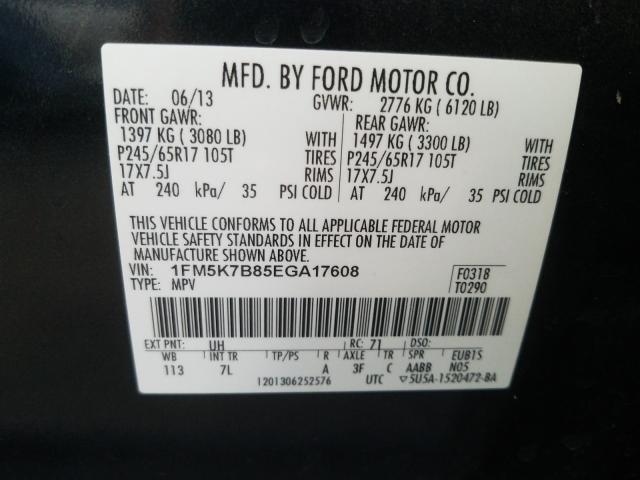 MFD. BY FORD MOTOR CO.
DATE: 06/13 GVWR: 2776 KG ( 6120 LB)
FRONT GAWR: REAR GAWR:
1397 KG ( 3080 LB) WITH 1497 KG ( 3300 LB) WITH
P245/65R17 105T TIRES P245/65R17 105T TIRES
17X7.5J RIMS 17X7.5J RIMS
AT 240 kPa/ 35 PSI COLD AT 240 kPa/ 35 PSI COLD
THIS VEHICLE CONFORMS TO ALL APPLICABLE FEDERAL MOTOR
VEHICLE SAFETY STANDARDS IN EFFECT ON THE DATE OF
MANUFACTURE SHOWN ABOVE.
VIN: 1FM5K7B85EGA17608 F0318
TYPE: MPV T0290
EXT PNT: UH RC: 71 DSO:
WB INT TR TP/PS R AXLE TR SPR EUB1S
113 7L A 3F C AABB N05
1201306252576 UTC ▽5U5A-1520472-BA